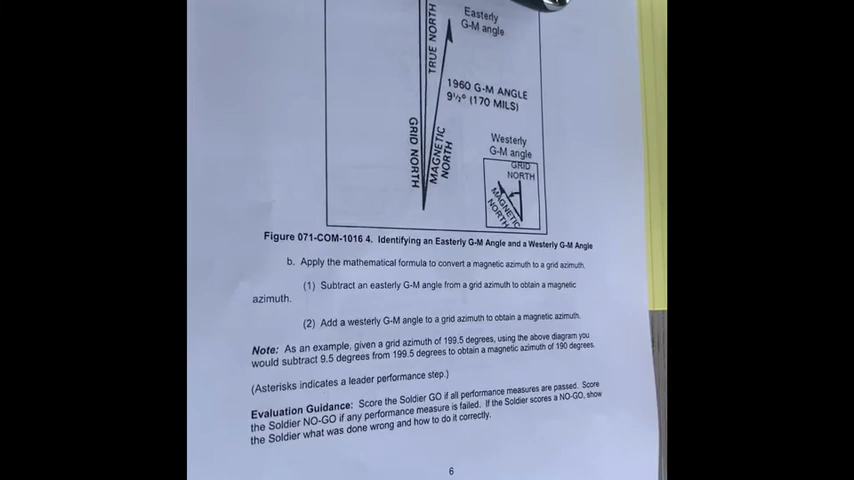 Easterly
G-M angle
TRUE NORTH
1960 G-M ANGLE
9½° (170 MILS)
GRID NORTH
MAGNETIC
NORTH
Westerly
G-M angle
GRID
NORTH
MAGNETIC
NORTH
Figure 071-COM-1016 4. Identifying an Easterly G-M Angle and a Westerly G-M Angle
b. Apply the mathematical formula to convert a magnetic azimuth to a grid azimuth.
(1) Subtract an easterly G-M angle from a grid azimuth to obtain a magnetic
azimuth.
(2) Add a westerly G-M angle to a grid azimuth to obtain a magnetic azimuth.
Note: As an example, given a grid azimuth of 199.5 degrees, using the above diagram you
would subtract 9.5 degrees from 199.5 degrees to obtain a magnetic azimuth of 190 degrees.
(Asterisks indicates a leader performance step.)
Evaluation Guidance: Score the Soldier GO if all performance measures are passed. Score
the Soldier NO-GO if any performance measure is failed. If the Soldier scores a NO-GO, show
the Soldier what was done wrong and how to do it correctly.
6